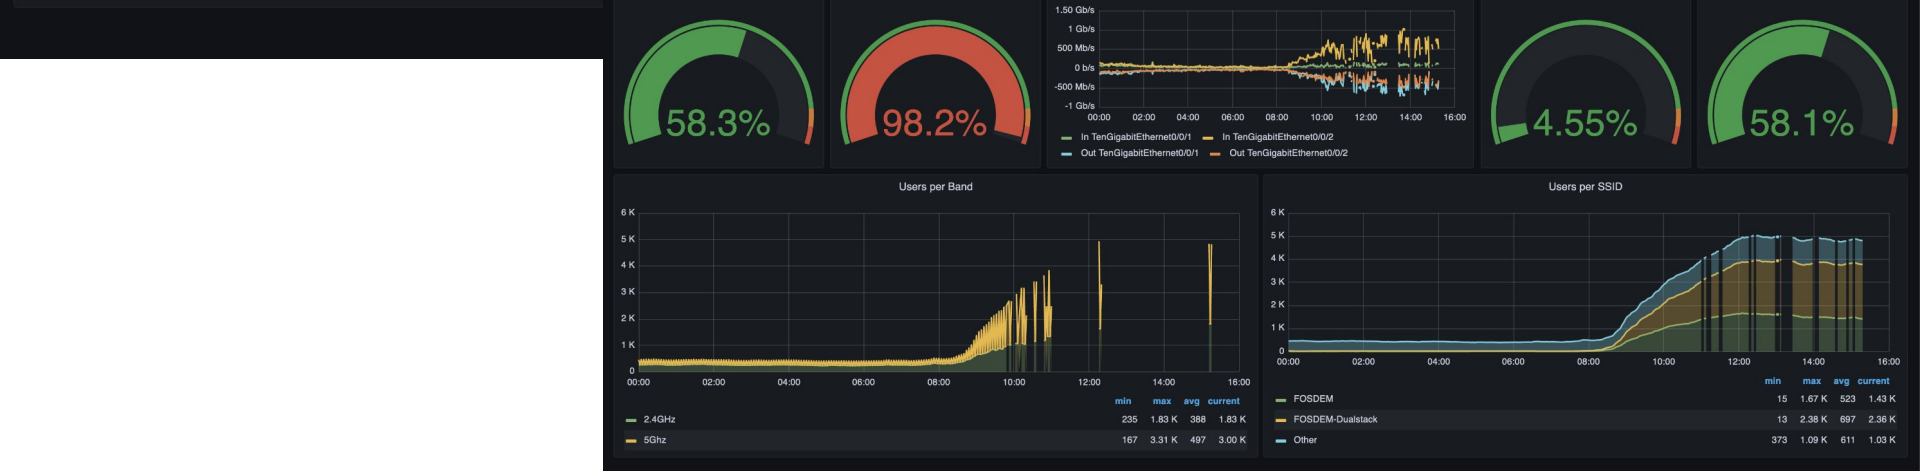 58.3%
98.2%
1.50 Gb/s
1 Gb/s
500 Mb/s
0 b/s
-500 Mb/s
-1 Gb/s
00:00 02:00 04:00 06:00 08:00 10:00 12:00 14:00 16:00
In TenGigabitEthernet0/0/1 In TenGigabitEthernet0/0/2
Out TenGigabitEthernet0/0/1 Out TenGigabitEthernet0/0/2
4.55%
58.1%
Users per Band
6 K
5 K
4 K
3 K
2 K
1 K
0
00:00 02:00 04:00 06:00 08:00 10:00 12:00 14:00 16:00
min max avg current
2.4GHz 235 1.83 K 388 1.83 K
5Ghz 167 3.31 K 497 3.00 K
Users per SSID
6 K
5 K
4 K
3 K
2 K
1 K
0
00:00 02:00 04:00 06:00 08:00 10:00 12:00 14:00 16:00
min max avg current
FOSDEM 15 1.67 K 523 1.43 K
FOSDEM-Dualstack 13 2.38 K 697 2.36 K
Other 373 1.09 K 611 1.03 K